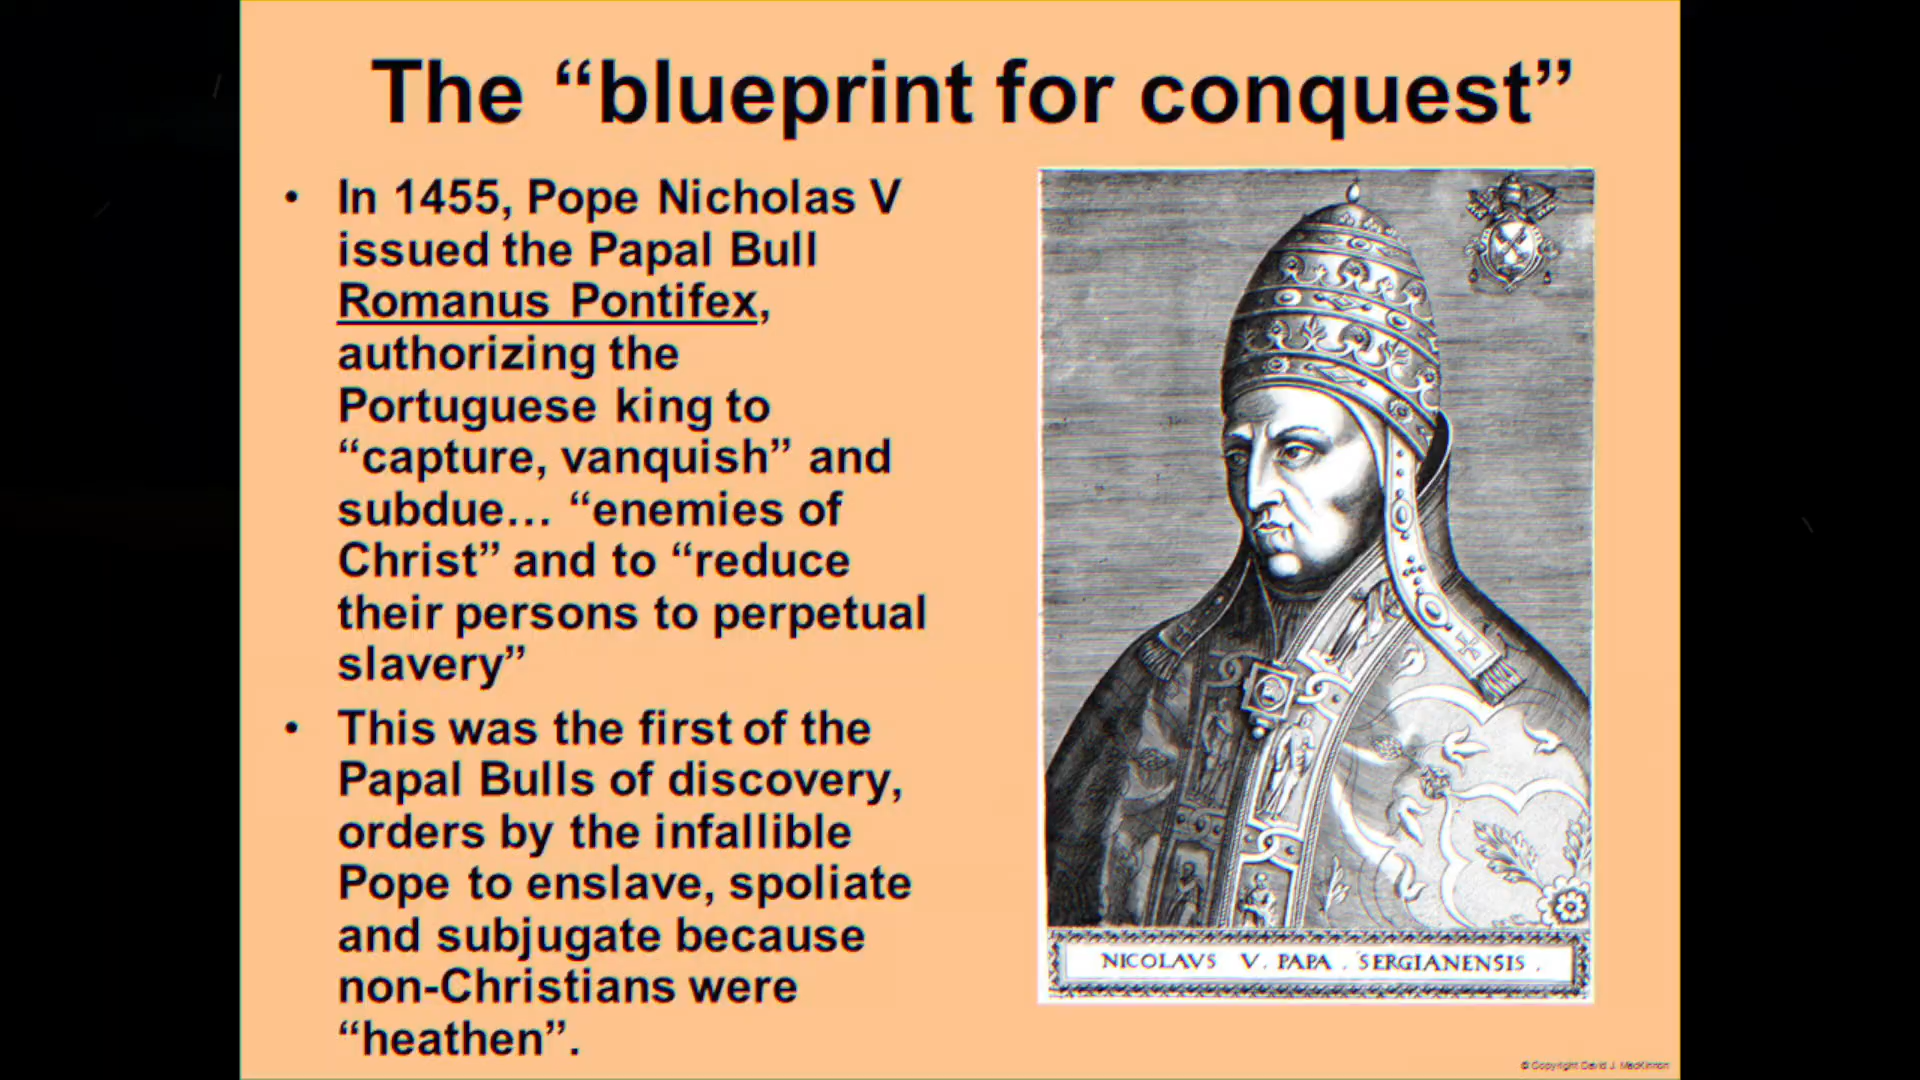 The “blueprint for conquest”
• In 1455, Pope Nicholas V
issued the Papal Bull
Romanus Pontifex,
authorizing the
Portuguese king to
“capture, vanquish” and
subdue… “enemies of
Christ” and to “reduce
their persons to perpetual
slavery”
• This was the first of the
Papal Bulls of discovery,
orders by the infallible
Pope to enslave, spoliate
and subjugate because
non-Christians were
“heathen”.
NICOLAVS V. PAPA . SERGIANENSIS .
© Copyright David J. MacKinnon